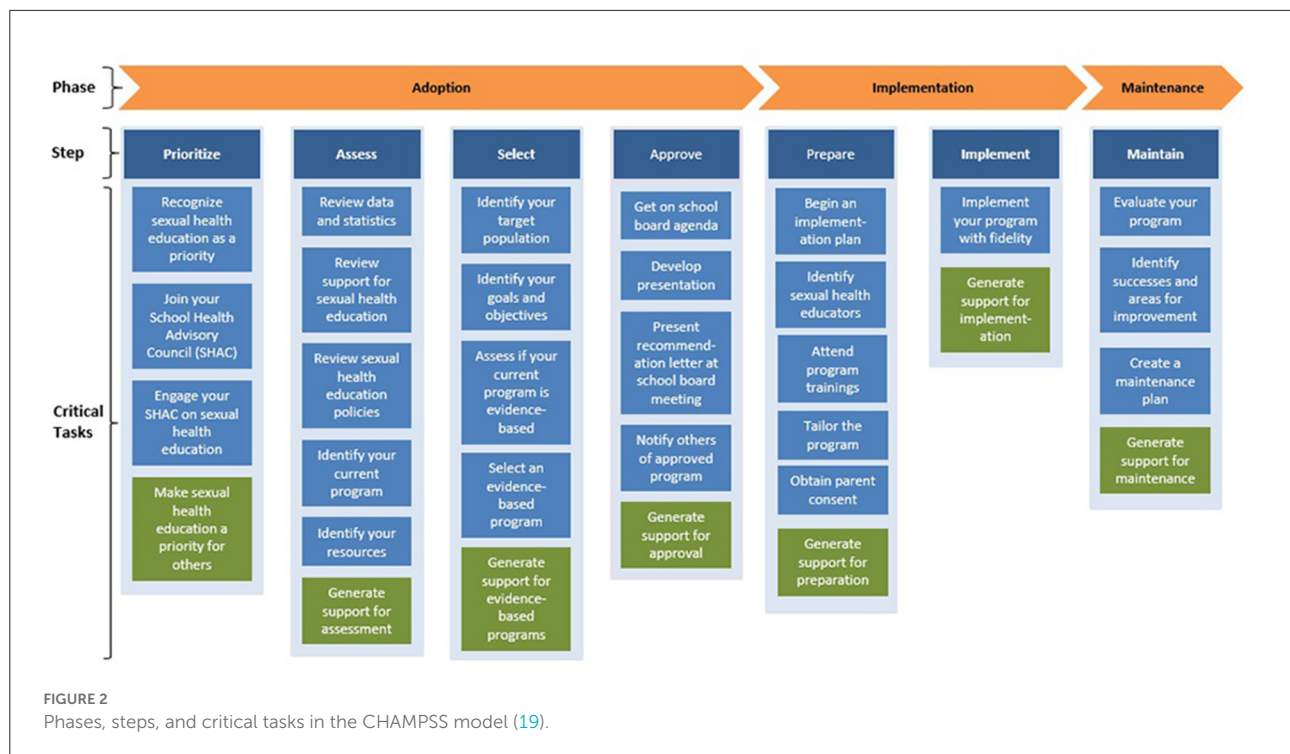 Phase
Adoption
Implementation
Maintenance
Step
Prioritize
Assess
Select
Approve
Prepare
Implement
Maintain
Critical
Tasks
Recognize
sexual health
education as a
priority
Join your
School Health
Advisory
Council (SHAC)
Engage your
SHAC on sexual
health
education
Make sexual
health
education a
priority for
others
Review data
and statistics
Review
support for
sexual health
education
Review sexual
health
education
policies
Identify your
current
program
Identify your
resources
Generate
support for
assessment
Identify your
target
population
Identify your
goals and
objectives
Assess if your
current
program is
evidence-
based
Select an
evidence-
based
program
Generate
support for
evidence-
based
programs
Get on school
board agenda
Develop
presentation
Present
recommend-
ation letter at
school board
meeting
Notify others
of approved
program
Generate
support for
approval
Begin an
implement-
ation plan
Identify
sexual health
educators
Attend
program
trainings
Tailor the
program
Obtain parent
consent
Generate
support for
preparation
Implement
your program
with fidelity
Generate
support for
implement-
ation
Evaluate your
program
Identify
successes and
areas for
improvement
Create a
maintenance
plan
Generate
support for
maintenance
FIGURE 2
Phases, steps, and critical tasks in the CHAMPSS model (19).